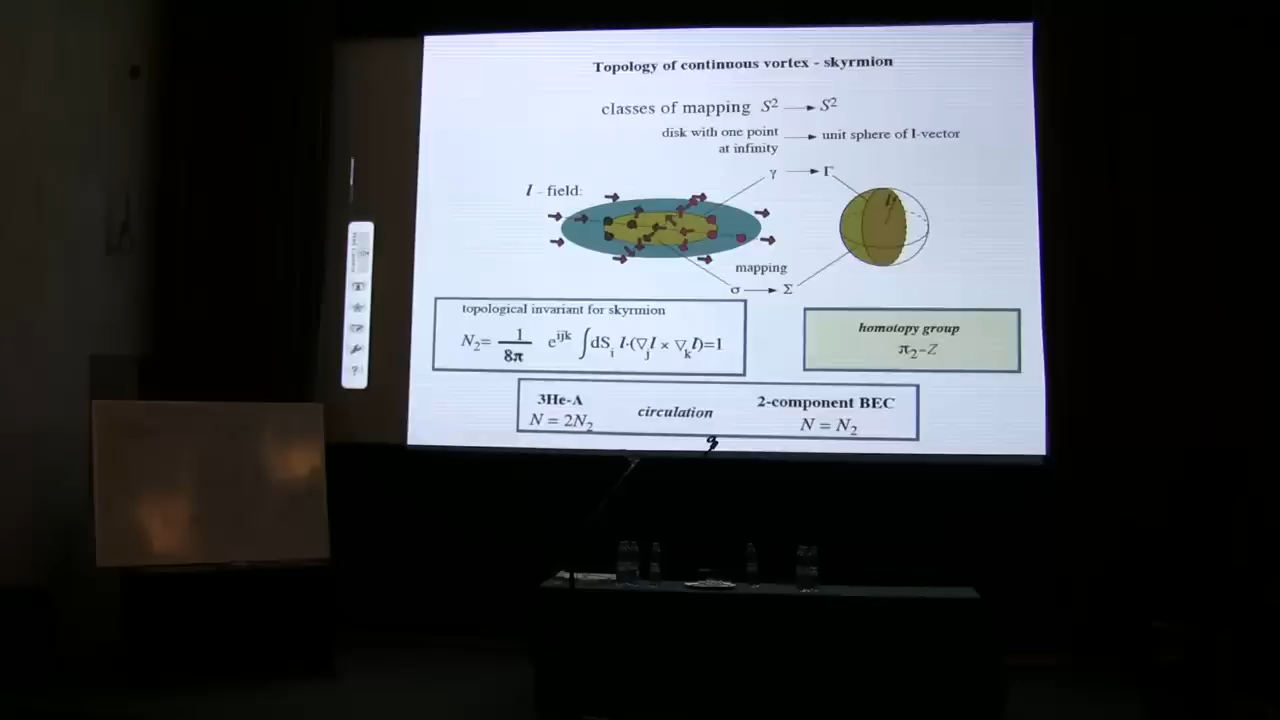 Topology of continuous vortex - skyrmion
classes of mapping S² → S²
disk with one point → unit sphere of l-vector
at infinity
γ → Γ
l - field:
mapping
σ → Σ
topological invariant for skyrmion
N₂= 1/8π e^ijk ∫dS_i l·(∇_j l × ∇_k l)=1
homotopy group
π₂=Z
3He-A circulation 2-component BEC
N = 2N₂ N = N₂